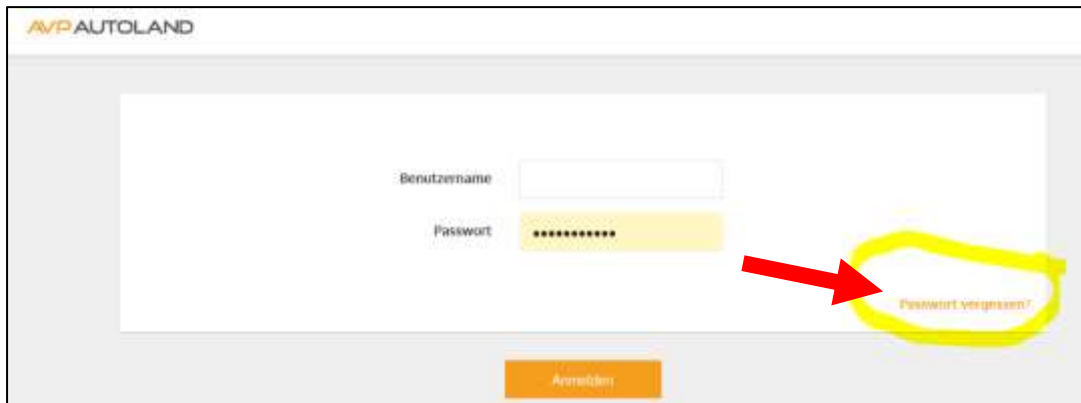 AVP AUTOLAND
Benutzername
Passwort •••••••••••
Passwort vergessen?
Anmelden